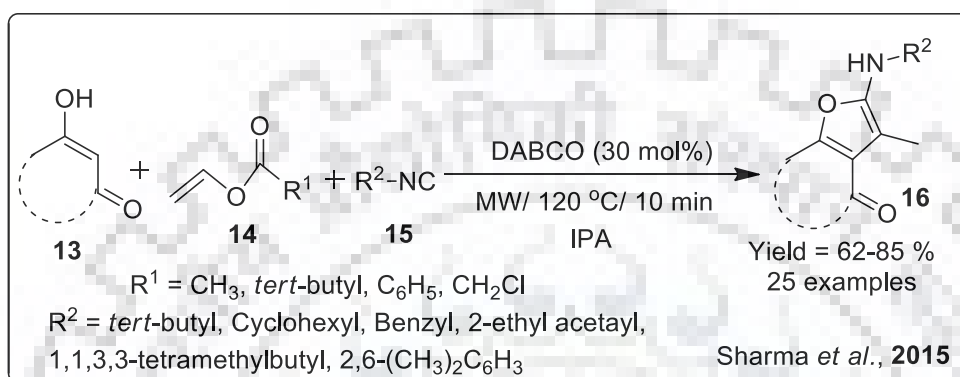 OH
O
13
+
O
O
R¹
14
+
R²-NC
15
DABCO (30 mol%)
MW/ 120 °C/ 10 min
IPA
HN
R²
O
O
16
Yield = 62-85 %
25 examples
R¹ = CH₃, tert-butyl, C₆H₅, CH₂Cl
R² = tert-butyl, Cyclohexyl, Benzyl, 2-ethyl acetayl,
1,1,3,3-tetramethylbutyl, 2,6-(CH₃)₂C₆H₃
Sharma et al., 2015